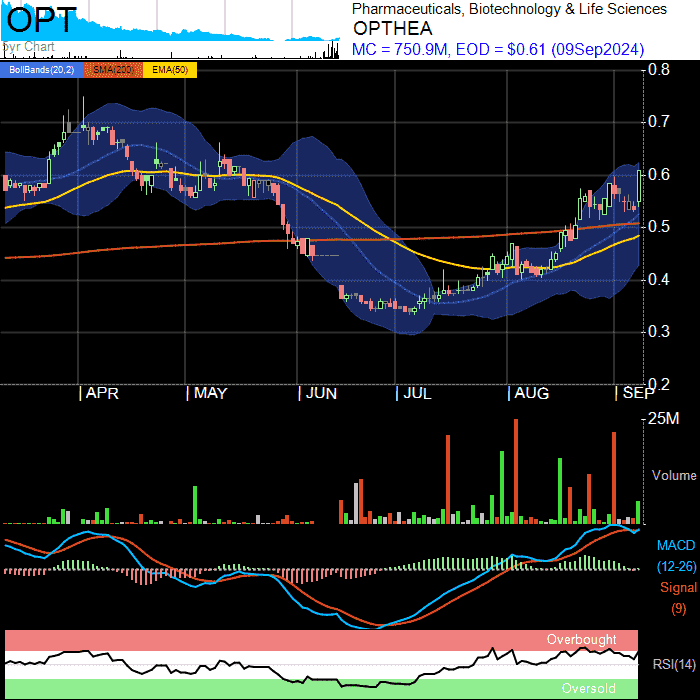 OPT
5yr Chart
Pharmaceuticals, Biotechnology & Life Sciences
OPTHEA
MC = 750.9M, EOD = $0.61 (09Sep2024)
BollBands(20,2) SMA(200) EMA(50)
0.8
0.7
0.6
0.5
0.4
0.3
0.2
APR MAY JUN JUL AUG SEP
25M
Volume
MACD
(12-26)
Signal
(9)
Overbought
RSI(14)
Oversold